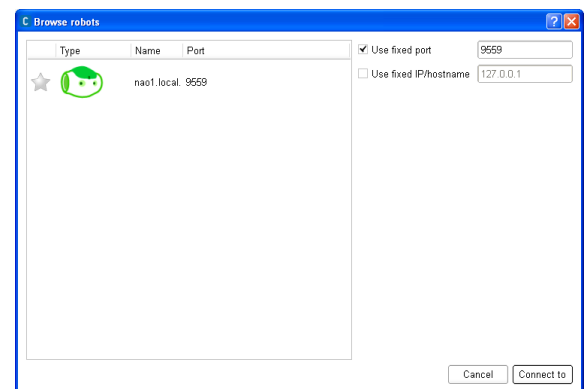 C Browse robots
Type Name Port
nao1.local. 9559
Use fixed port 9559
Use fixed IP/hostname 127.0.0.1
Cancel Connect to